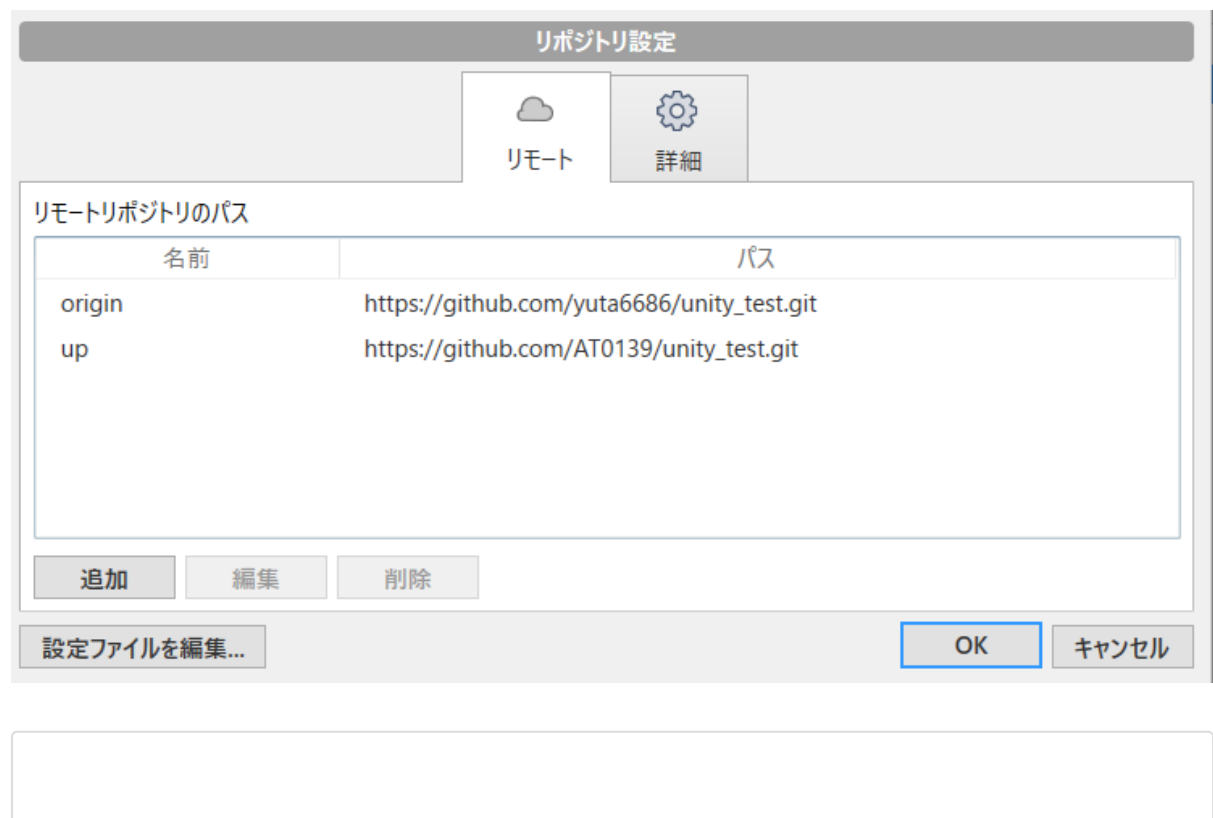 リポジトリ設定
リモート
詳細
リモートリポジトリのパス
名前 パス
origin https://github.com/yuta6686/unity_test.git
up https://github.com/AT0139/unity_test.git
追加 編集 削除
設定ファイルを編集... OK キャンセル